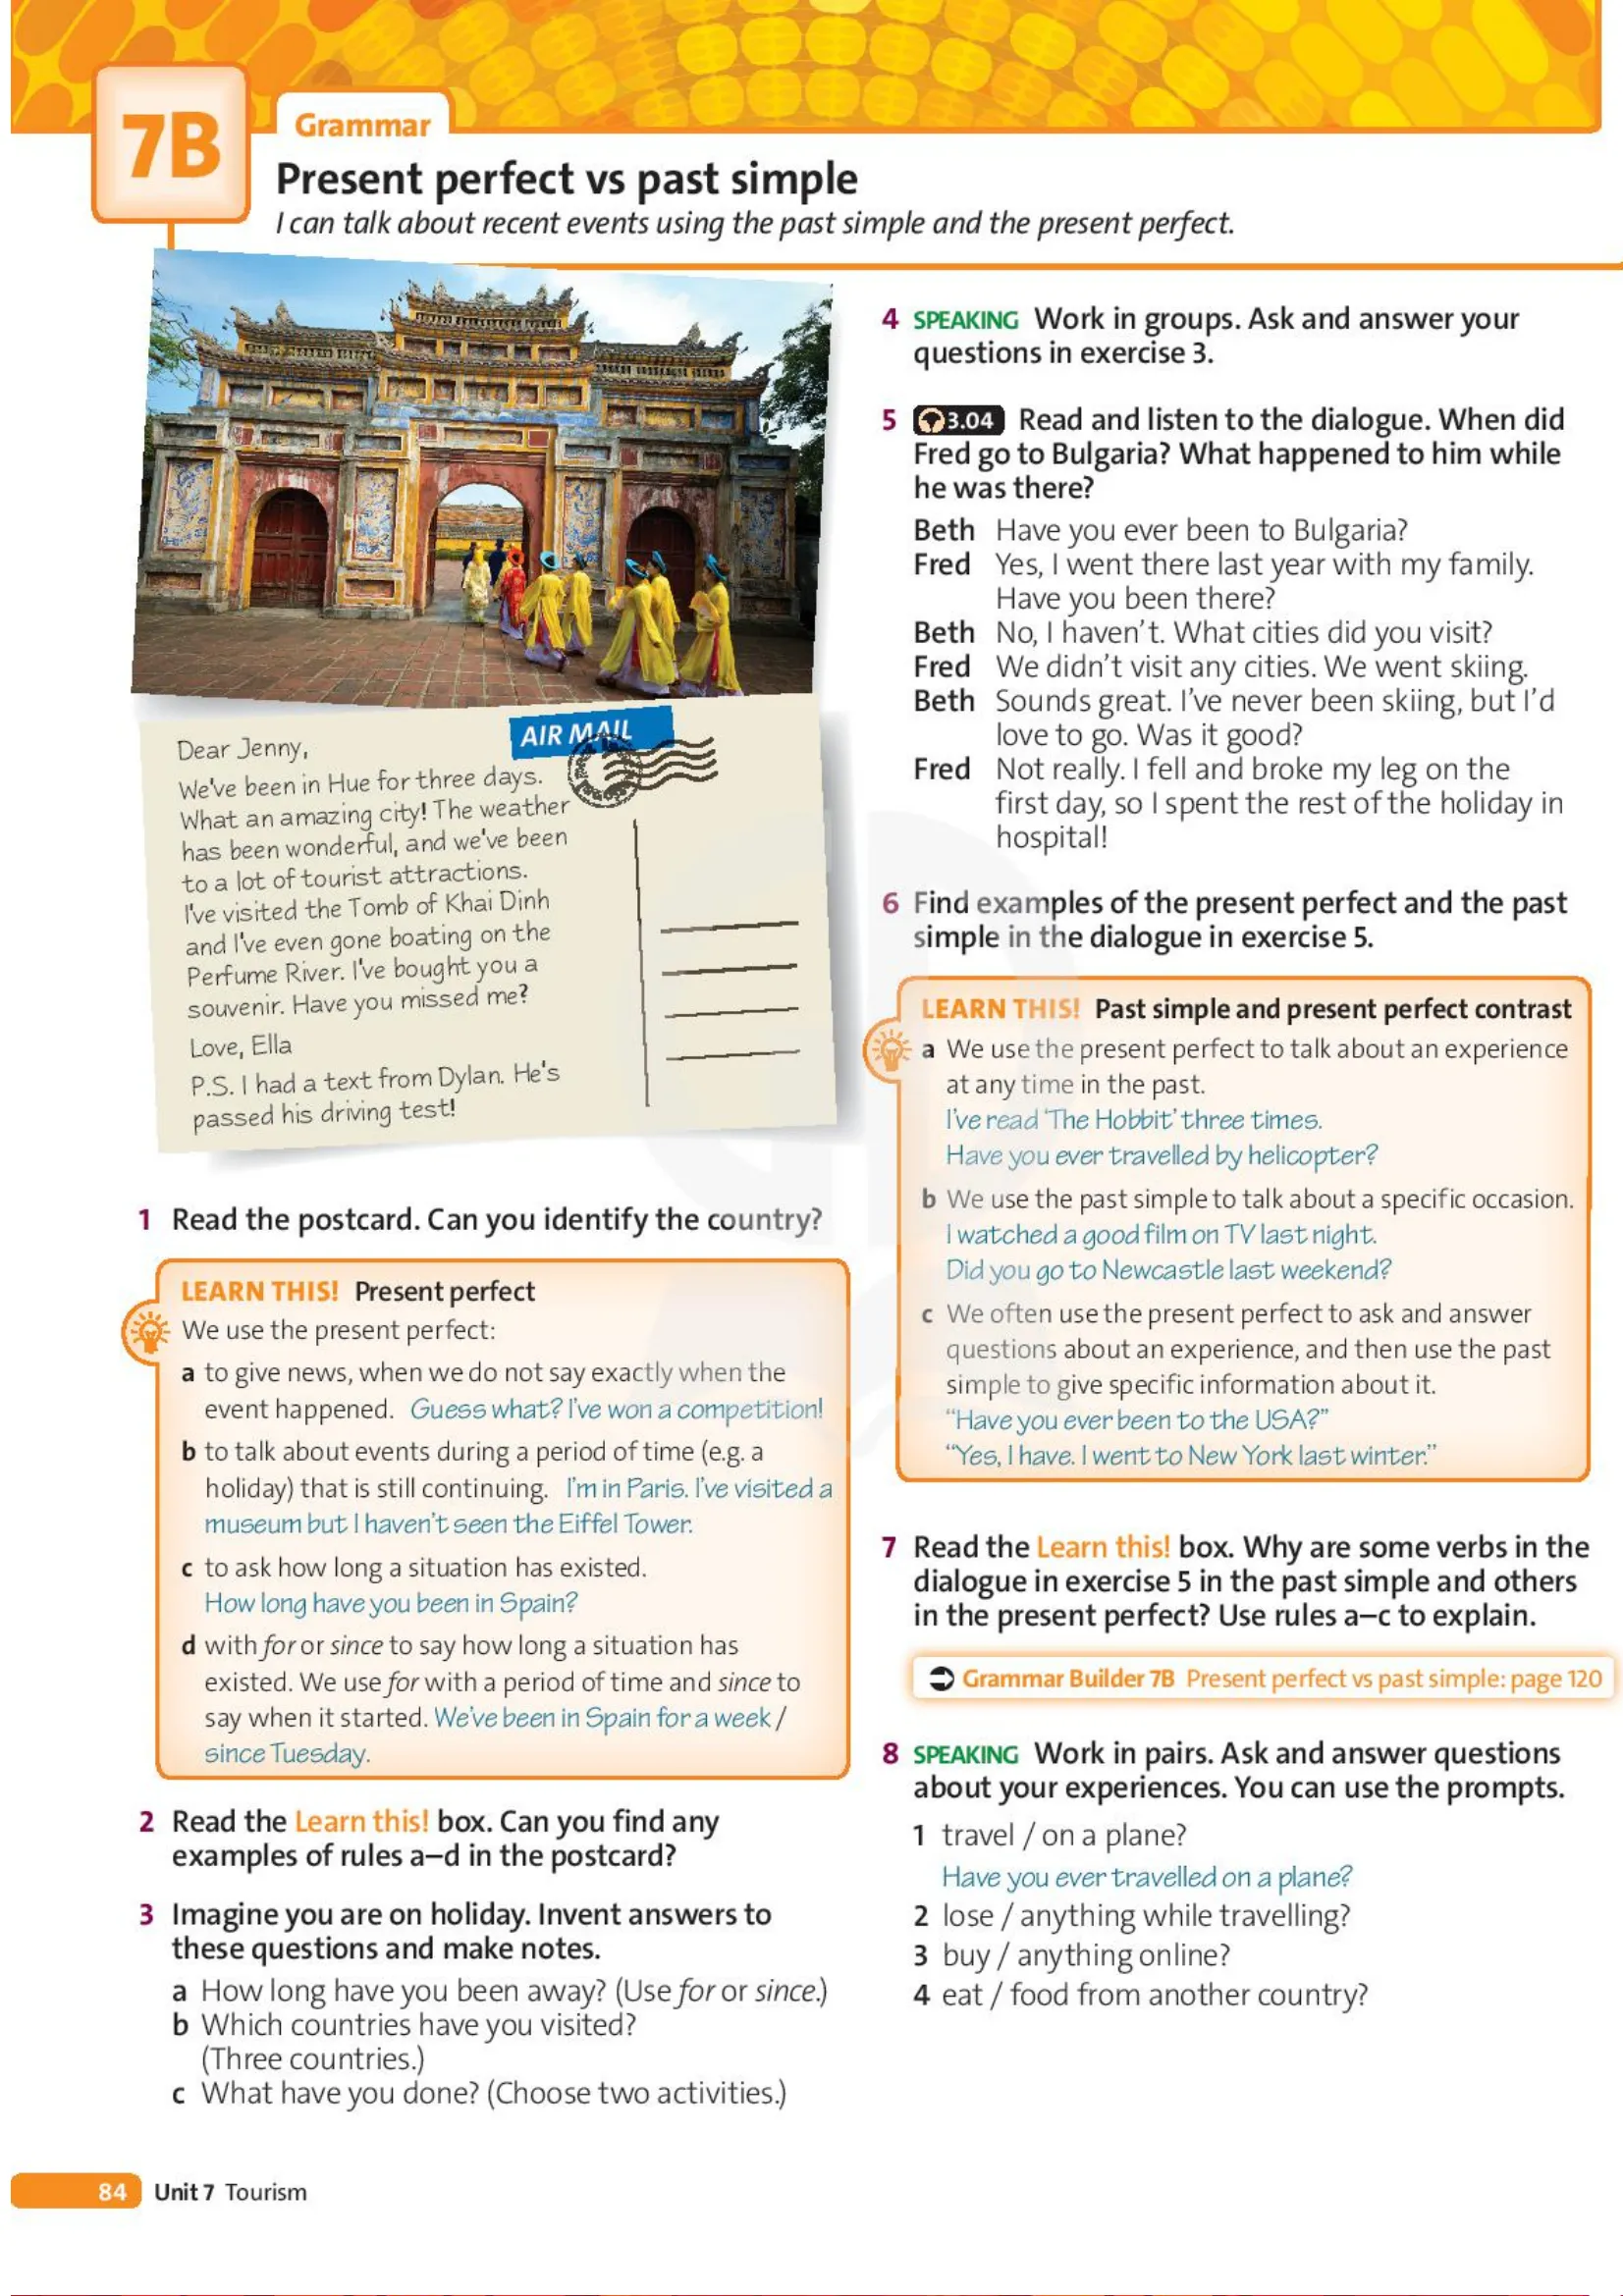 7B
Grammar
Present perfect vs past simple
I can talk about recent events using the past simple and the present perfect.
AIR MAIL
Dear Jenny,
We've been in Hue for three days.
What an amazing city! The weather
has been wonderful, and we've been
to a lot of tourist attractions.
I've visited the Tomb of Khai Dinh
and I've even gone boating on the
Perfume River. I've bought you a
souvenir. Have you missed me?
Love, Ella
P.S. I had a text from Dylan. He's
passed his driving test!
1 Read the postcard. Can you identify the country?
LEARN THIS! Present perfect
We use the present perfect:
a to give news, when we do not say exactly when the
event happened. Guess what? I've won a competition!
b to talk about events during a period of time (e.g. a
holiday) that is still continuing. I'm in Paris. I've visited a
museum but I haven't seen the Eiffel Tower.
c to ask how long a situation has existed.
How long have you been in Spain?
d with for or since to say how long a situation has
existed. We use for with a period of time and since to
say when it started. We've been in Spain for a week /
since Tuesday.
2 Read the Learn this! box. Can you find any
examples of rules a–d in the postcard?
3 Imagine you are on holiday. Invent answers to
these questions and make notes.
a How long have you been away? (Use for or since.)
b Which countries have you visited?
(Three countries.)
c What have you done? (Choose two activities.)
4 SPEAKING Work in groups. Ask and answer your
questions in exercise 3.
5 3.04 Read and listen to the dialogue. When did
Fred go to Bulgaria? What happened to him while
he was there?
Beth Have you ever been to Bulgaria?
Fred Yes, I went there last year with my family.
Have you been there?
Beth No, I haven't. What cities did you visit?
Fred We didn't visit any cities. We went skiing.
Beth Sounds great. I've never been skiing, but I'd
love to go. Was it good?
Fred Not really. I fell and broke my leg on the
first day, so I spent the rest of the holiday in
hospital!
6 Find examples of the present perfect and the past
simple in the dialogue in exercise 5.
LEARN THIS! Past simple and present perfect contrast
a We use the present perfect to talk about an experience
at any time in the past.
I've read 'The Hobbit' three times.
Have you ever travelled by helicopter?
b We use the past simple to talk about a specific occasion.
I watched a good film on TV last night.
Did you go to Newcastle last weekend?
c We often use the present perfect to ask and answer
questions about an experience, and then use the past
simple to give specific information about it.
"Have you ever been to the USA?"
"Yes, I have. I went to New York last winter."
7 Read the Learn this! box. Why are some verbs in the
dialogue in exercise 5 in the past simple and others
in the present perfect? Use rules a–c to explain.
Grammar Builder 7B Present perfect vs past simple: page 120
8 SPEAKING Work in pairs. Ask and answer questions
about your experiences. You can use the prompts.
1 travel / on a plane?
Have you ever travelled on a plane?
2 lose / anything while travelling?
3 buy / anything online?
4 eat / food from another country?
84 Unit 7 Tourism